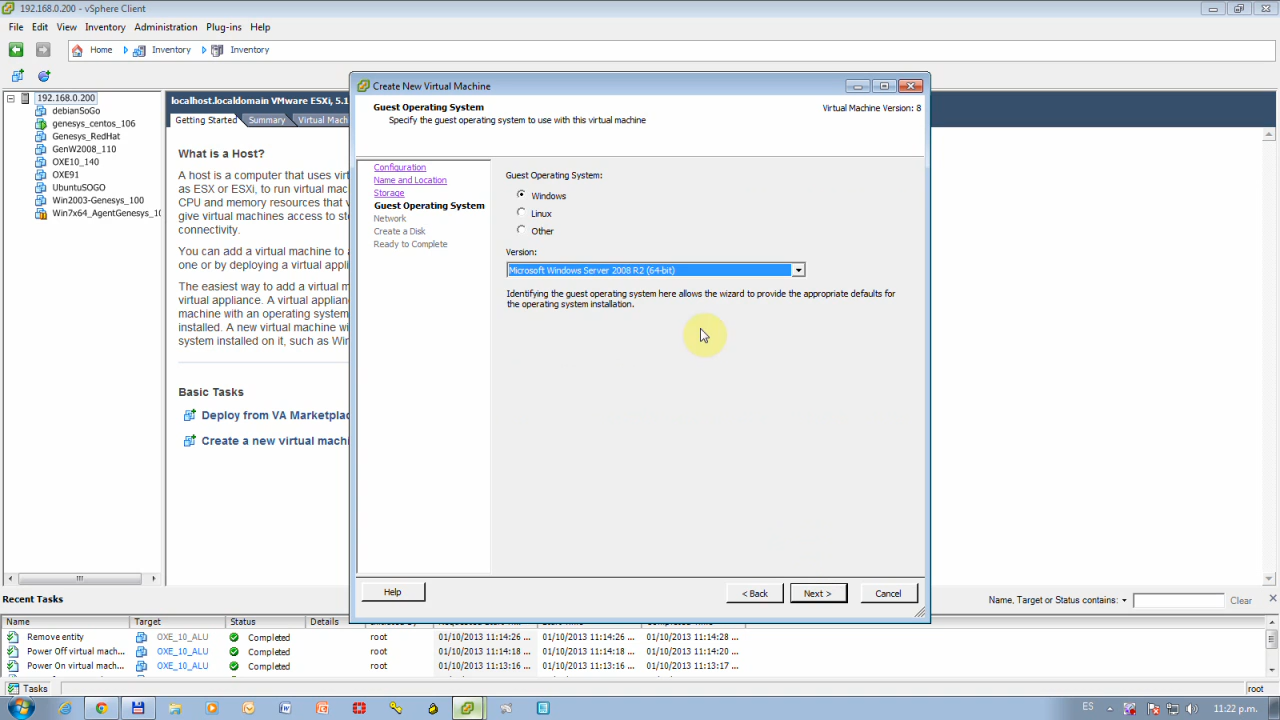 192.168.0.200 - vSphere Client
File Edit View Inventory Administration Plug-ins Help
Home Inventory Inventory
192.168.0.200
debianSoGo
genesys_centos_106
Genesys_RedHat
GenW2008_110
OXE10_140
OXE91
UbuntuSOGO
Win2003-Genesys_100
Win7x64_AgentGenesys_10
localhost.localdomain VMware ESXi, 5.1
Getting Started Summary Virtual Mach
What is a Host?
A host is a computer that uses virt
as ESX or ESXi, to run virtual mac
CPU and memory resources that v
give virtual machines access to st
connectivity.
You can add a virtual machine to a
one or by deploying a virtual appli
The easiest way to add a virtual m
virtual appliance. A virtual applian
machine with an operating system
installed. A new virtual machine wi
system installed on it, such as Win
Basic Tasks
Deploy from VA Marketplac
Create a new virtual machi
Create New Virtual Machine
Guest Operating System
Specify the guest operating system to use with this virtual machine
Virtual Machine Version: 8
Configuration
Name and Location
Storage
Guest Operating System
Network
Create a Disk
Ready to Complete
Guest Operating System:
Windows
Linux
Other
Version:
Microsoft Windows Server 2008 R2 (64-bit)
Identifying the guest operating system here allows the wizard to provide the appropriate defaults for
the operating system installation.
Help < Back Next > Cancel
Recent Tasks
Name, Target or Status contains: Clear
Name Target Status Details
Remove entity OXE_10_ALU Completed root 01/10/2013 11:14:26 ... 01/10/2013 11:14:26 ... 01/10/2013 11:14:28 ...
Power Off virtual mach... OXE_10_ALU Completed root 01/10/2013 11:14:18 ... 01/10/2013 11:14:18 ... 01/10/2013 11:14:20 ...
Power On virtual mach... OXE_10_ALU Completed root 01/10/2013 11:13:16 ... 01/10/2013 11:13:16 ... 01/10/2013 11:13:17 ...
Tasks root
ES 11:22 p.m.